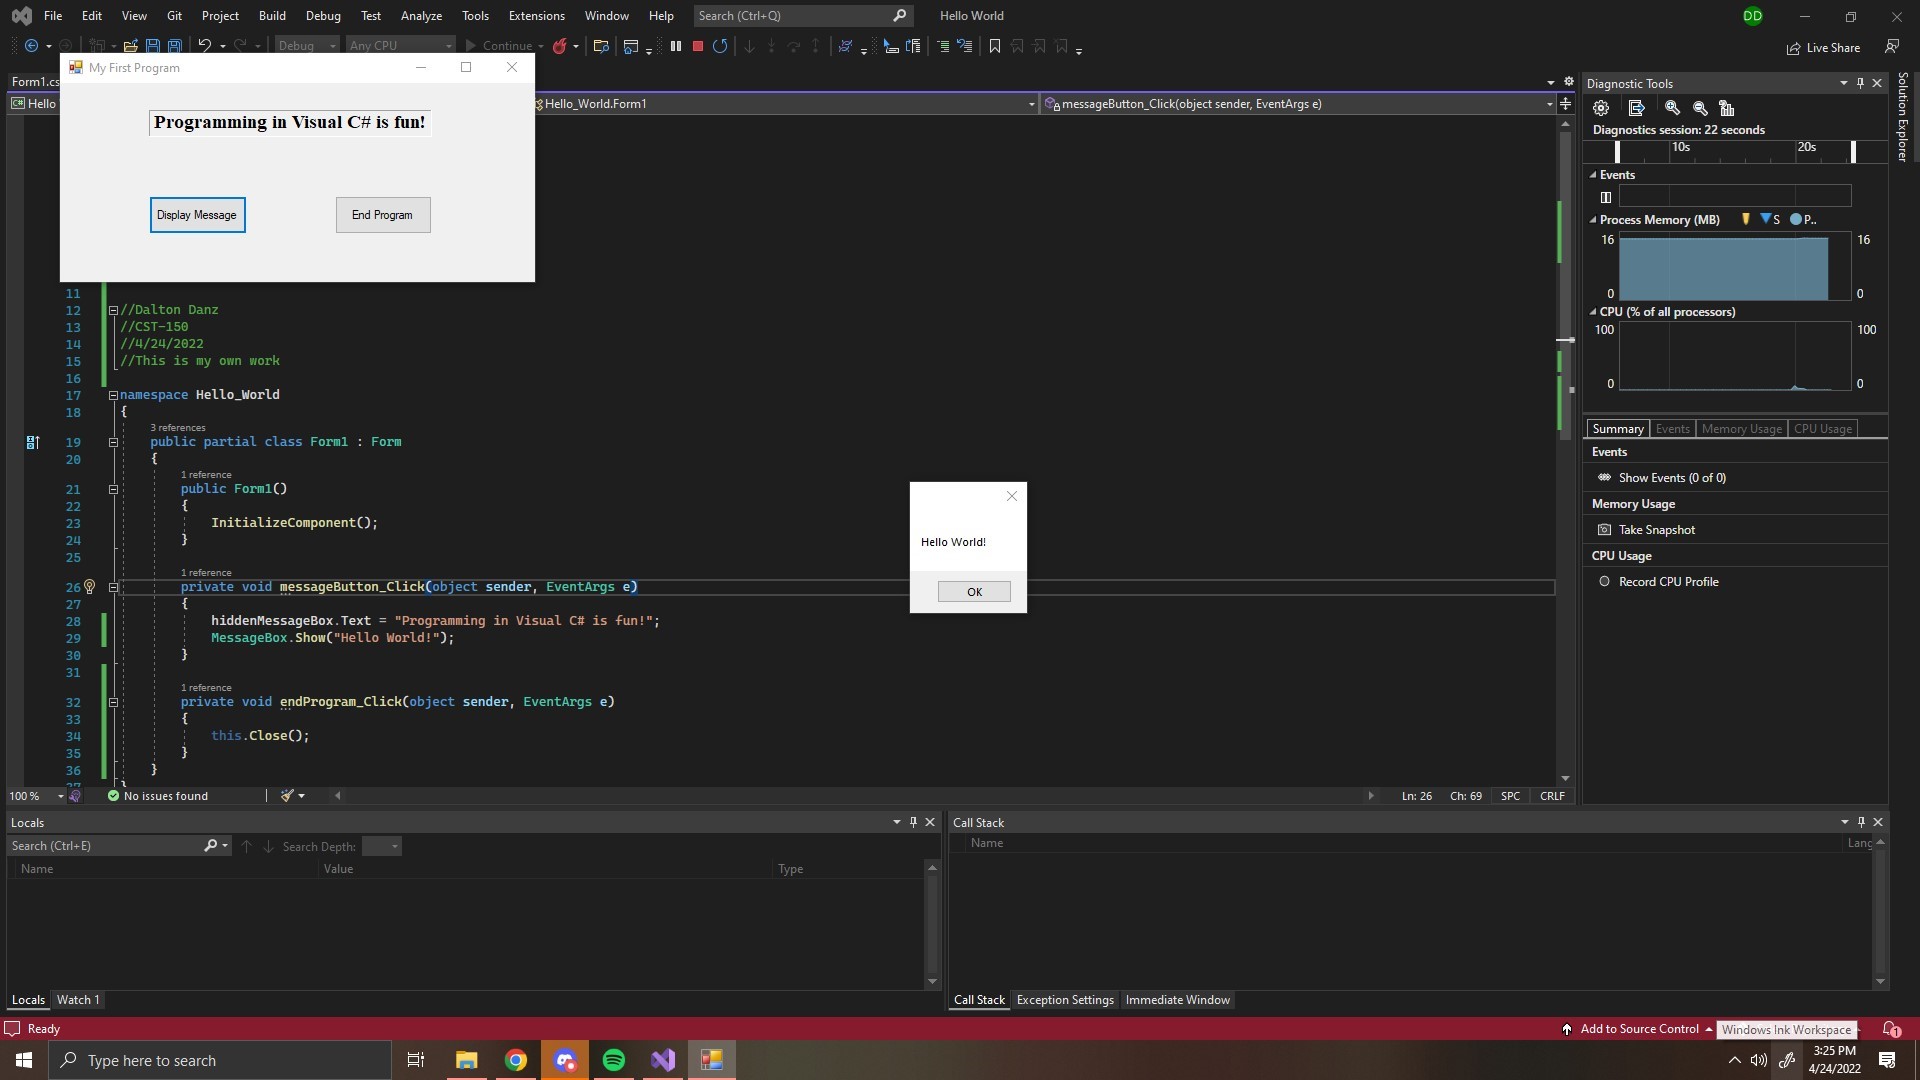 File Edit View Git Project Build Debug Test Analyze Tools Extensions Window Help Search (Ctrl+Q) Hello World DD
Debug Any CPU Continue Live Share
My First Program
Form1.cs
Hello Hello_World.Form1 messageButton_Click(object sender, EventArgs e)
Programming in Visual C# is fun!
Display Message End Program
11
12 //Dalton Danz
13 //CST-150
14 //4/24/2022
15 //This is my own work
16
17 namespace Hello_World
18 {
3 references
19 public partial class Form1 : Form
20 {
1 reference
21 public Form1()
22 {
23 InitializeComponent();
24 }
25
1 reference
26 private void messageButton_Click(object sender, EventArgs e)
27 {
28 hiddenMessageBox.Text = "Programming in Visual C# is fun!";
29 MessageBox.Show("Hello World!");
30 }
31
1 reference
32 private void endProgram_Click(object sender, EventArgs e)
33 {
34 this.Close();
35 }
36 }
37 }
Hello World!
OK
100 % No issues found Ln: 26 Ch: 69 SPC CRLF
Diagnostic Tools
Diagnostics session: 22 seconds
10s 20s
Events
Process Memory (MB) S P..
16 16
0 0
CPU (% of all processors)
100 100
0 0
Summary Events Memory Usage CPU Usage
Events
Show Events (0 of 0)
Memory Usage
Take Snapshot
CPU Usage
Record CPU Profile
Solution Explorer
Locals
Search (Ctrl+E) Search Depth:
Name Value Type
Locals Watch 1
Call Stack
Name Lang
Call Stack Exception Settings Immediate Window
Ready Add to Source Control Windows Ink Workspace 1
Type here to search
3:25 PM
4/24/2022